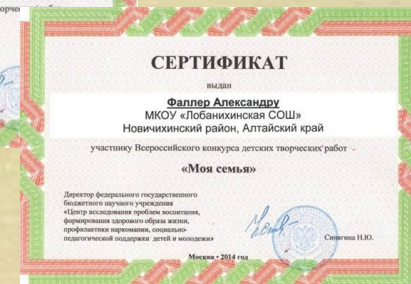 СЕРТИФИКАТ
выдан
Фаллер Александру
МКОУ «Лобанихинская СОШ»
Новичихинский район, Алтайский край
участнику Всероссийского конкурса детских творческих работ
«Моя семья»
Директор федерального государственного
бюджетного научного учреждения
«Центр исследования проблем воспитания,
формирования здорового образа жизни,
профилактики наркомании, социально-
педагогической поддержки детей и молодежи»
Синягина Н.Ю.
Москва • 2014 год